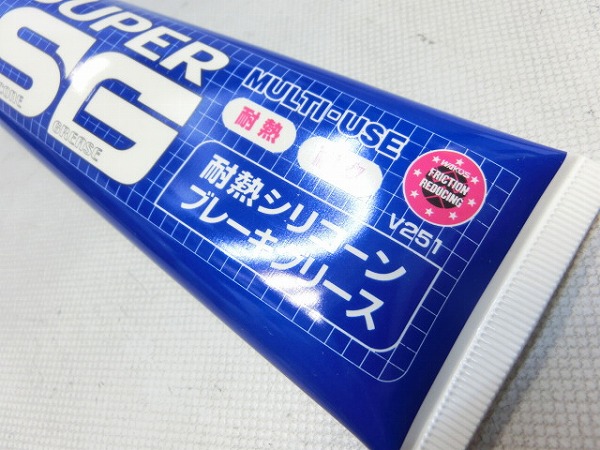 SUPER
SG
GREASE
MULTI-USE
耐熱
WAKO'S
FRICTION
REDUCING
V251
耐熱シリコーン
ブレーキグリース